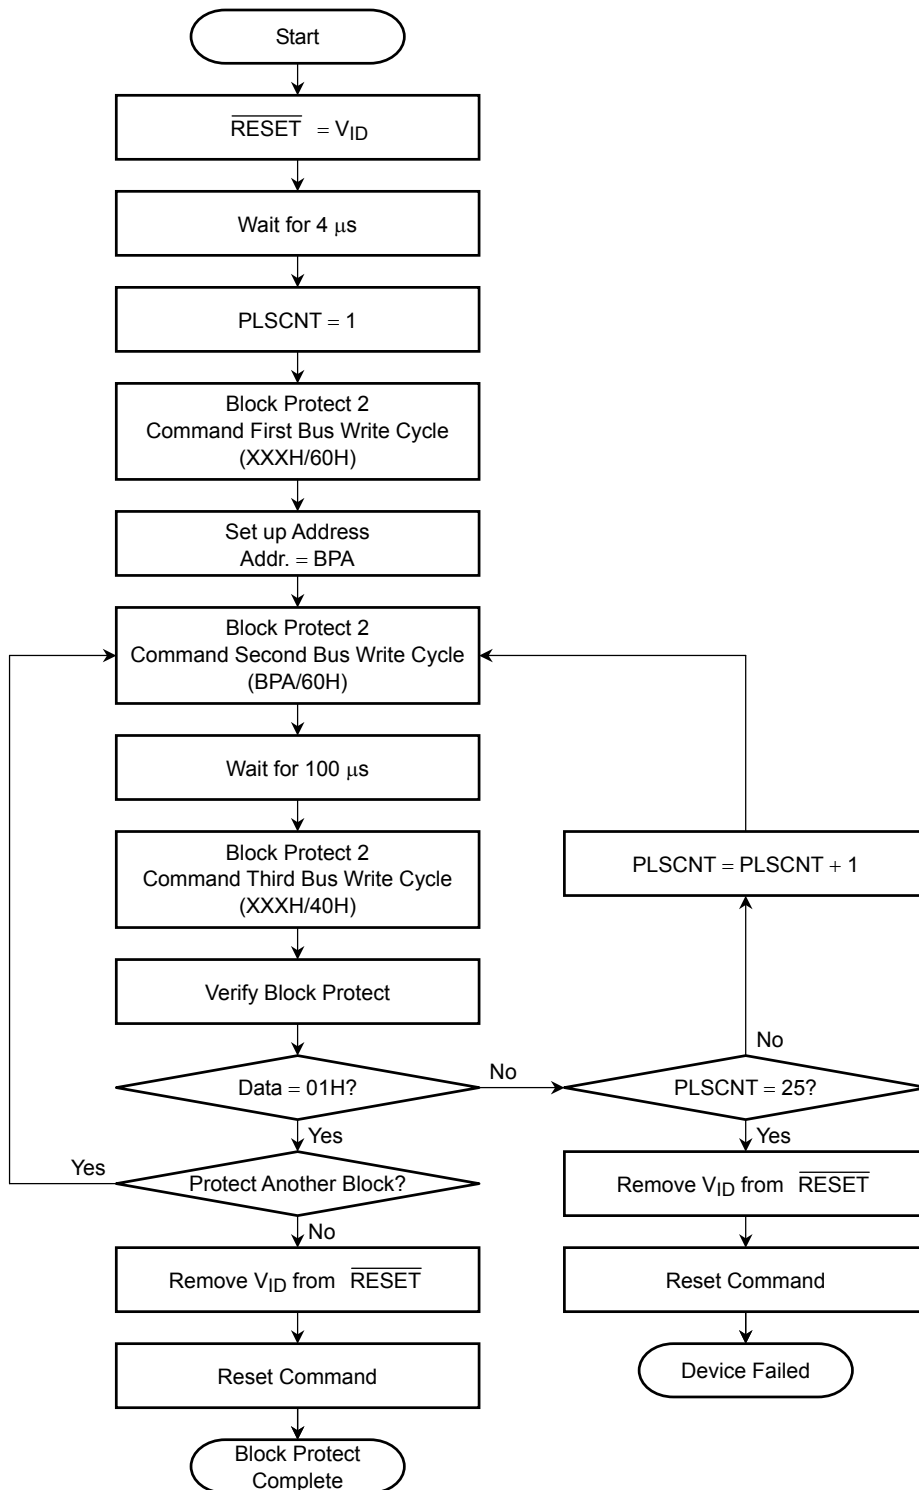 Start
RESET = VID
Wait for 4 μs
PLSCNT = 1
Block Protect 2
Command First Bus Write Cycle
(XXXH/60H)
Set up Address
Addr. = BPA
Block Protect 2
Command Second Bus Write Cycle
(BPA/60H)
Wait for 100 μs
Block Protect 2
Command Third Bus Write Cycle
(XXXH/40H)
PLSCNT = PLSCNT + 1
Verify Block Protect
No
Data = 01H?
No
PLSCNT = 25?
Yes
Yes
Yes
Protect Another Block?
Remove VID from RESET
No
Remove VID from RESET
Reset Command
Reset Command
Device Failed
Block Protect
Complete